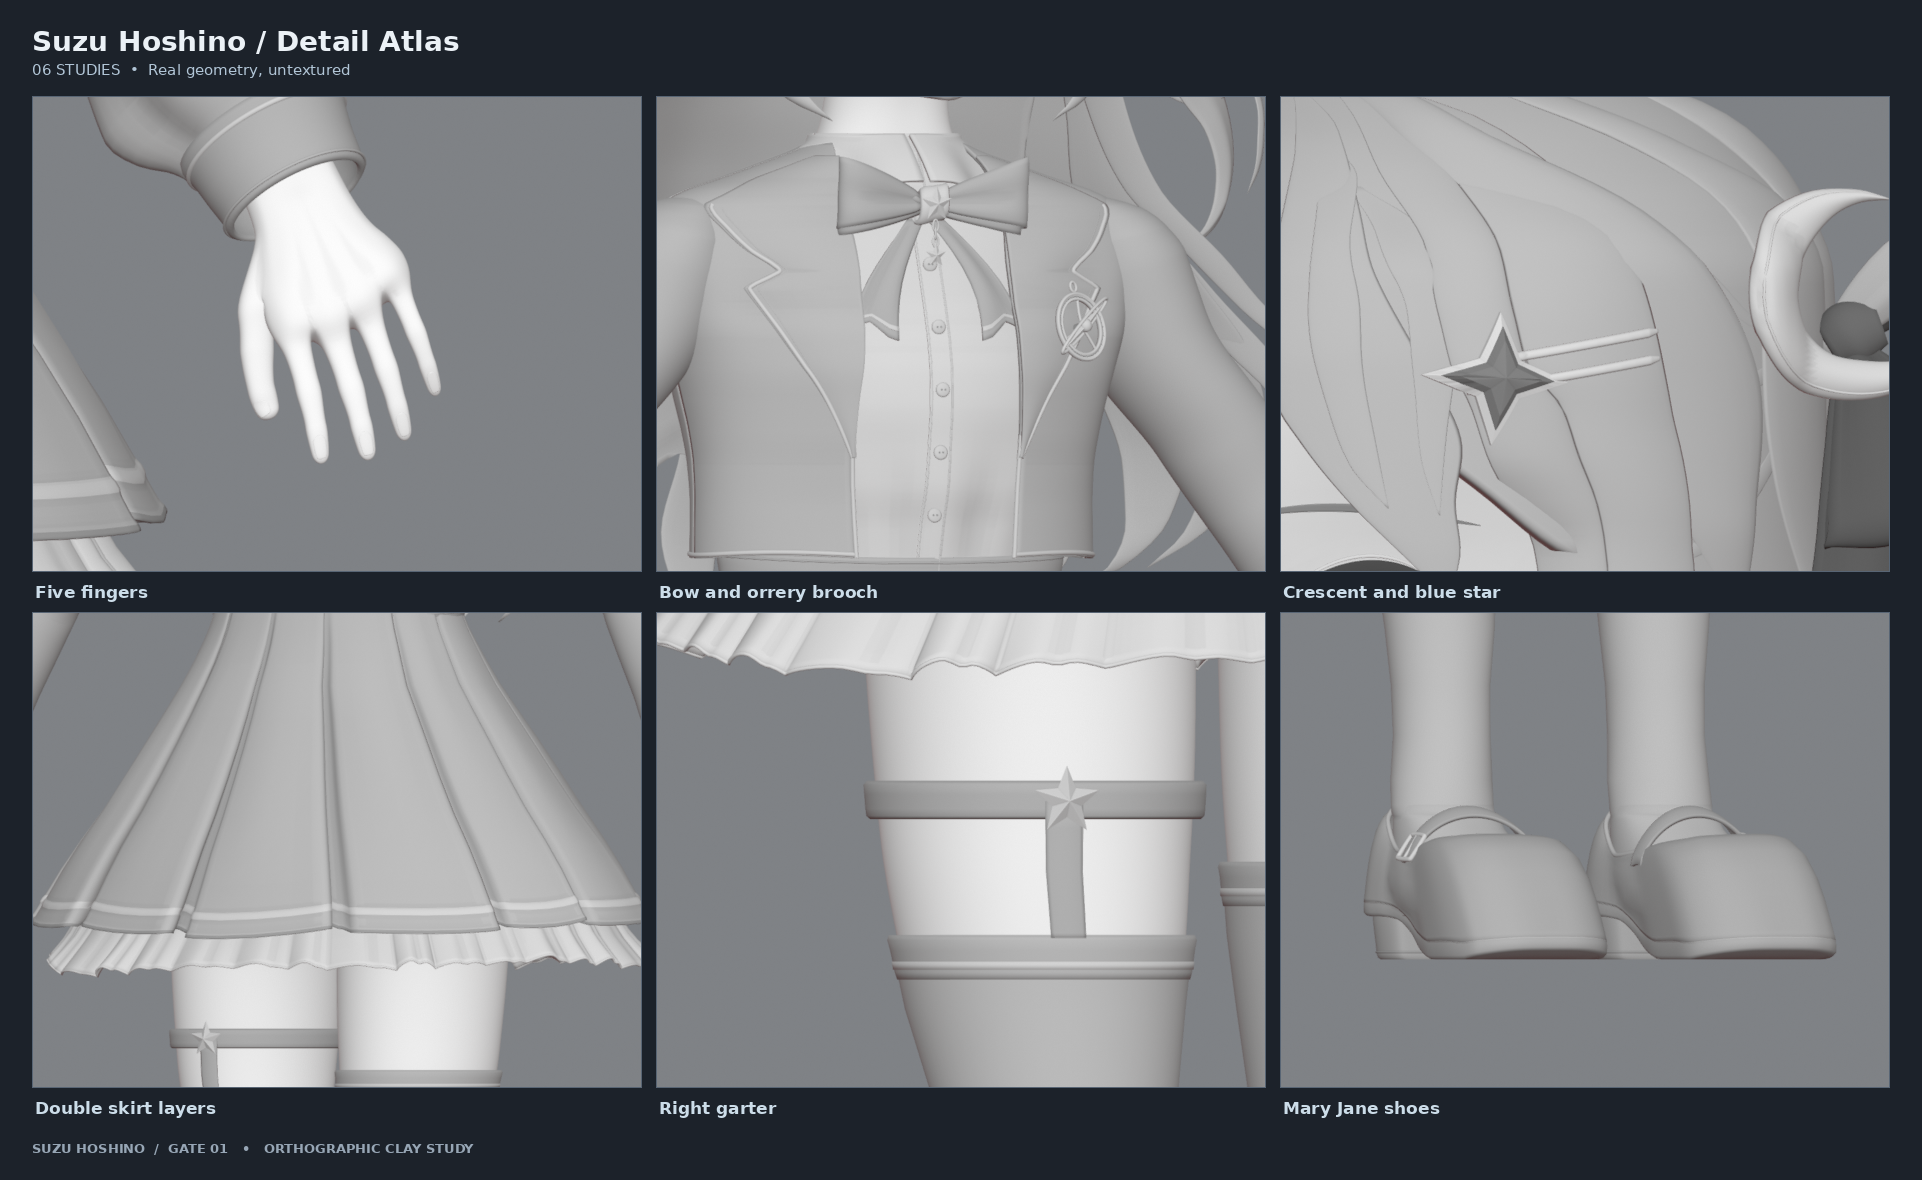 Suzu Hoshino / Detail Atlas
06 STUDIES • Real geometry, untextured
Five fingers
Bow and orrery brooch
Crescent and blue star
Double skirt layers
Right garter
Mary Jane shoes
SUZU HOSHINO / GATE 01 • ORTHOGRAPHIC CLAY STUDY